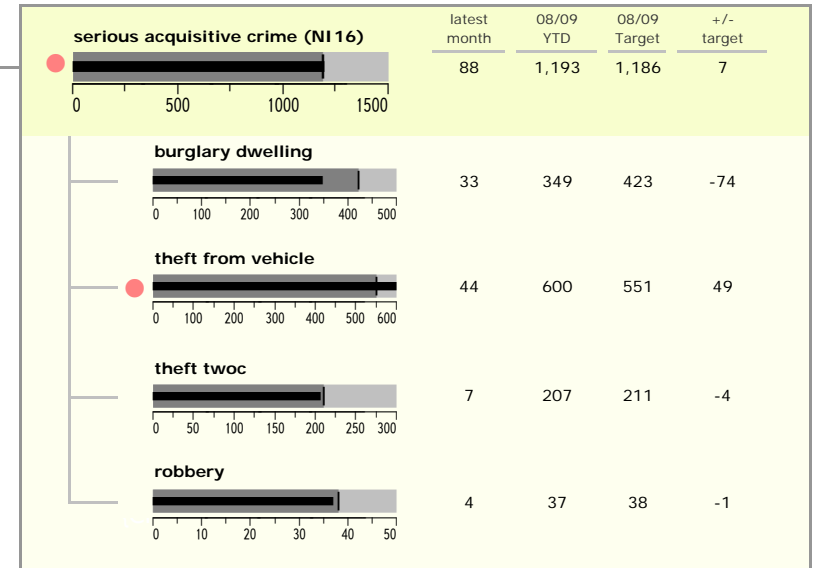 latest 08/09 08/09 +/-
month YTD Target target
serious acquisitive crime (NI16)
88 1,193 1,186 7
0 500 1000 1500
burglary dwelling
33 349 423 -74
0 100 200 300 400 500
theft from vehicle
44 600 551 49
0 100 200 300 400 500 600
theft twoc
7 207 211 -4
0 50 100 150 200 250 300
robbery
4 37 38 -1
0 10 20 30 40 50